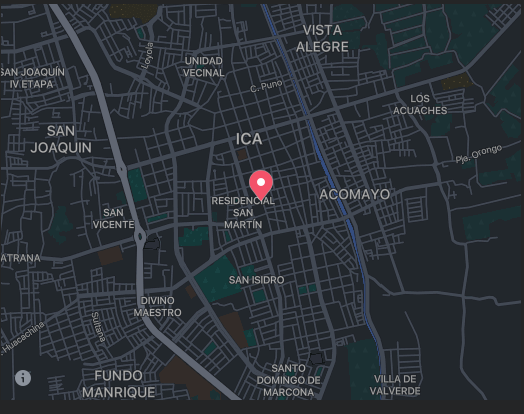 VISTA
ALEGRE
Loyola
UNIDAD
VECINAL
SAN JOAQUÍN
IV ETAPA
C. Puno
LOS
ACUACHES
SAN
JOAQUIN
ICA
Pje. Orongo
RESIDENCIAL
SAN
MARTÍN
ACOMAYO
SAN
VICENTE
ATRANA
SAN ISIDRO
DIVINO
MAESTRO
Sultana
-Huacachina
FUNDO
MANRIQUE
SANTO
DOMINGO DE
MARCONA
VILLA DE
VALVERDE